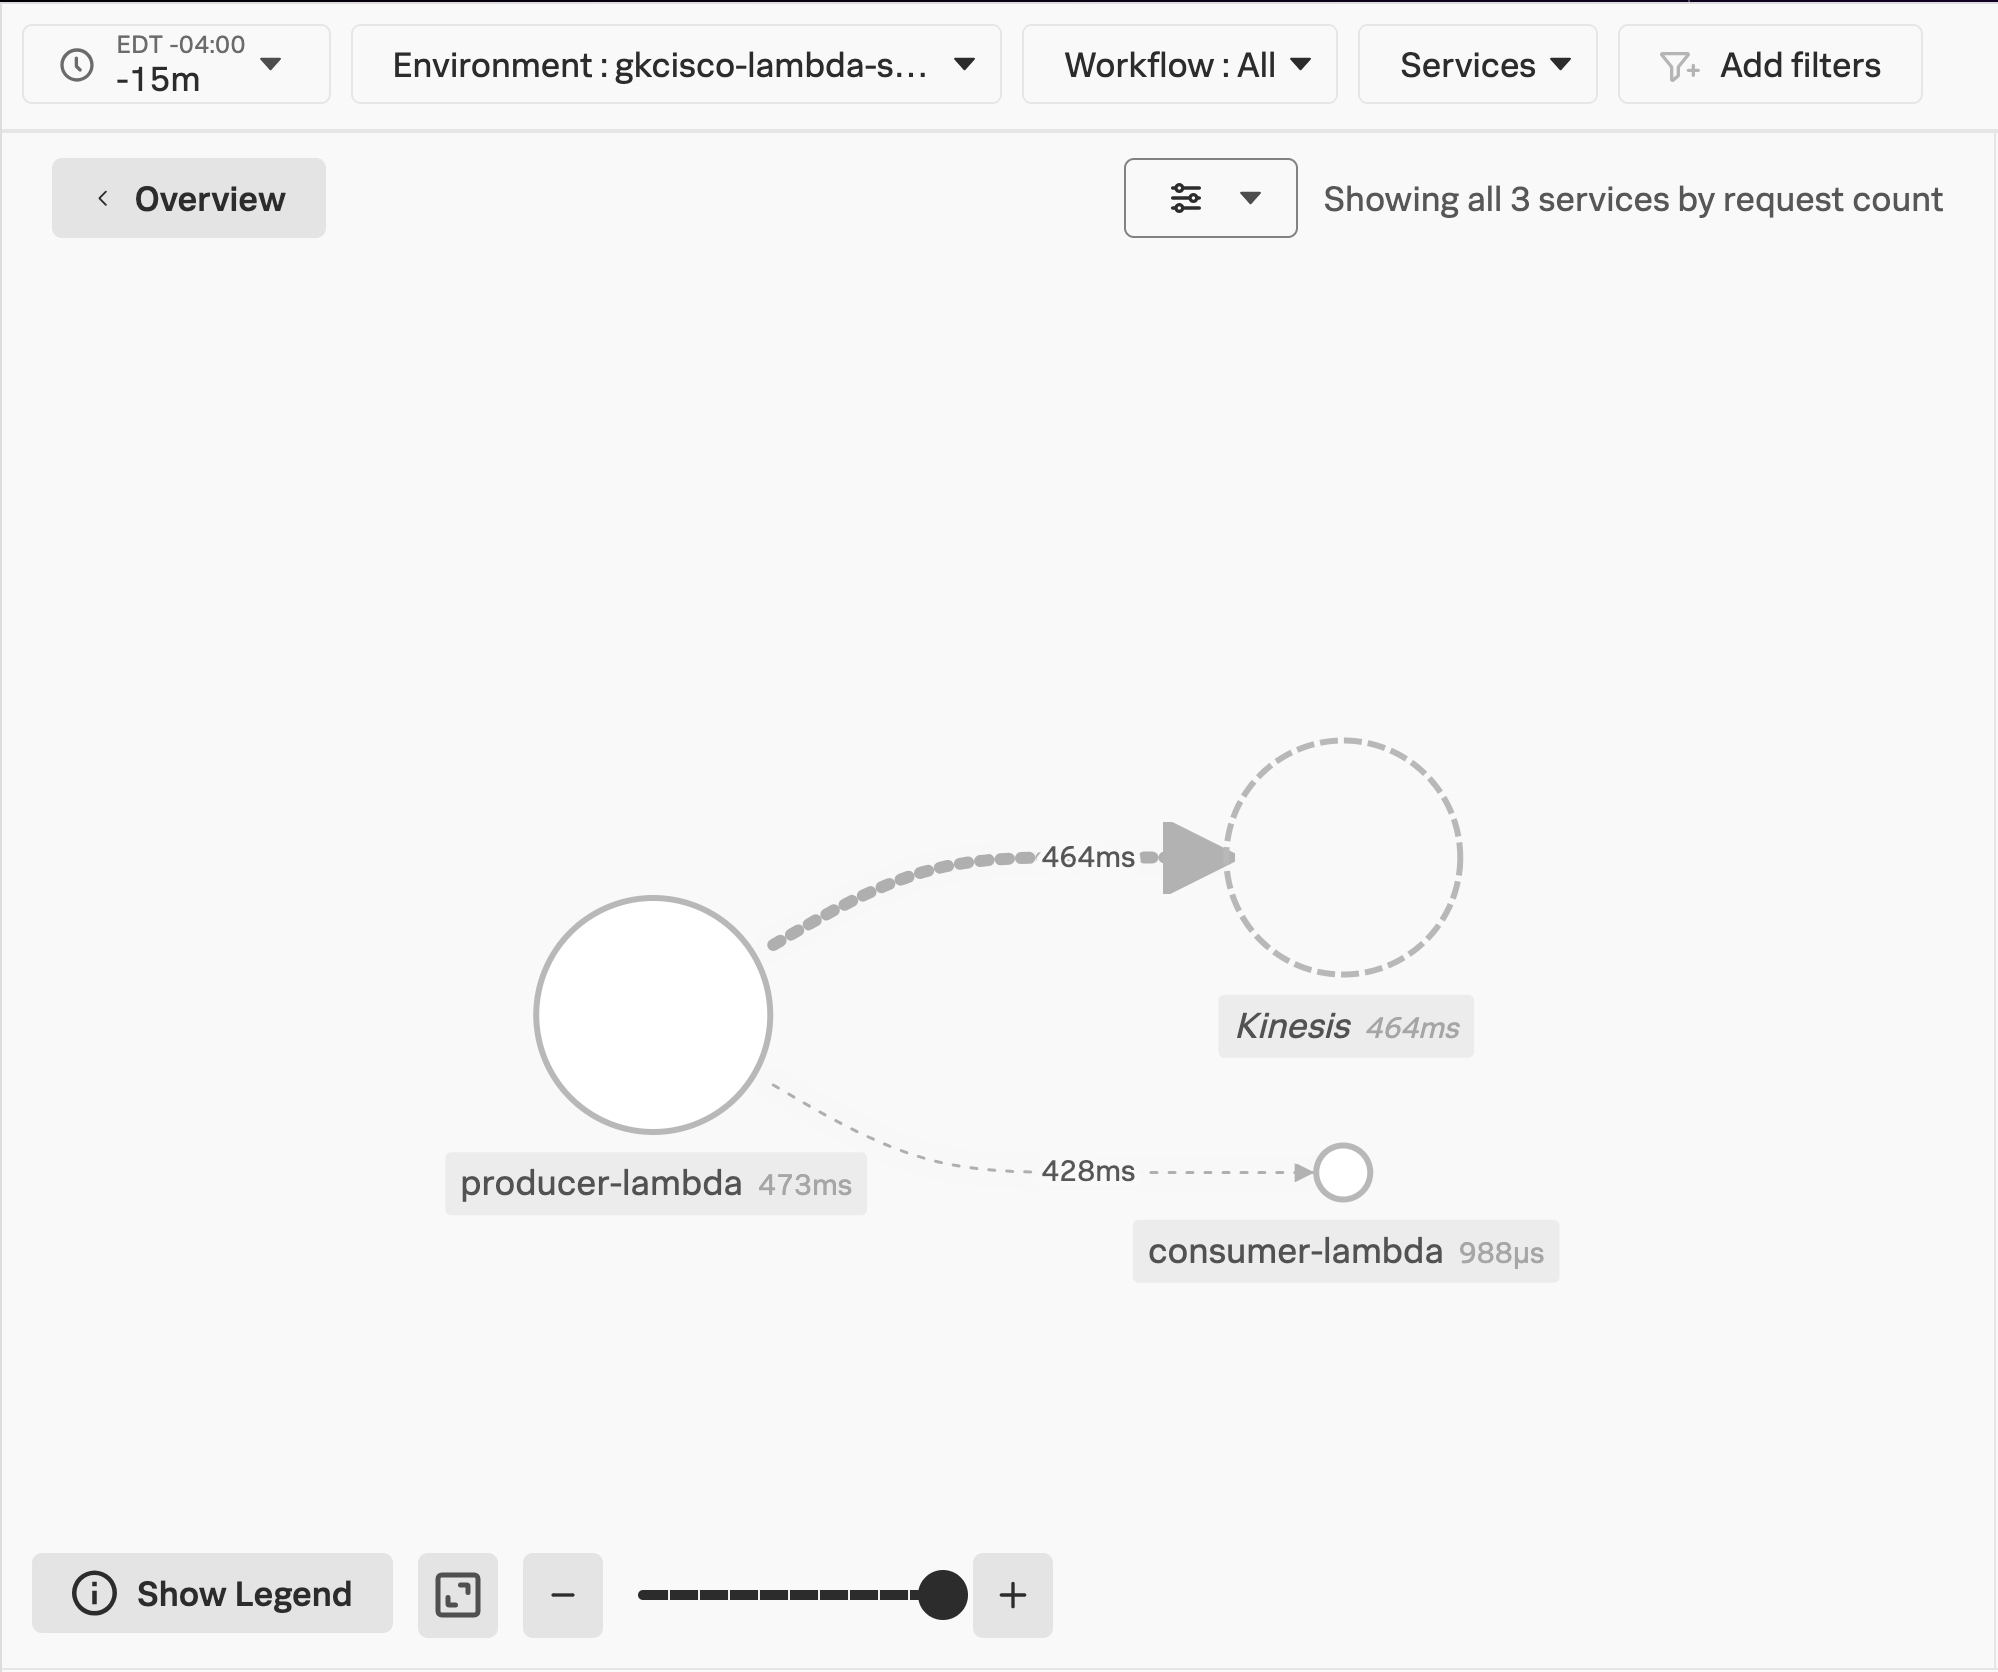 EDT -04:00
-15m
Environment : gkcisco-lambda-s...
Workflow : All
Services
Add filters
Overview
Showing all 3 services by request count
464ms
Kinesis 464ms
producer-lambda 473ms
428ms
consumer-lambda 988µs
Show Legend